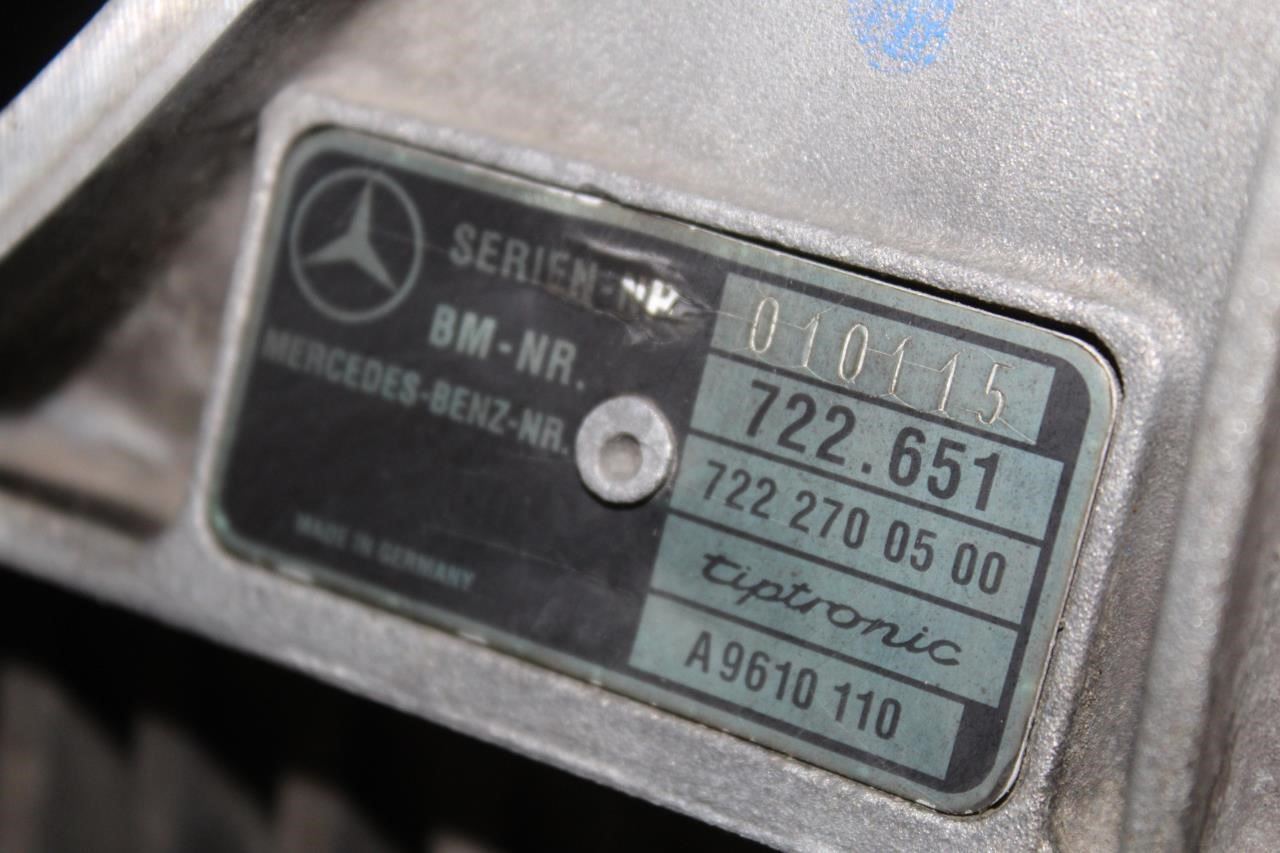 SERIEN-NR 010115
BM-NR. 722.651
MERCEDES-BENZ-NR. 722 270 05 00
tiptronic
MADE IN GERMANY
A 9610 110